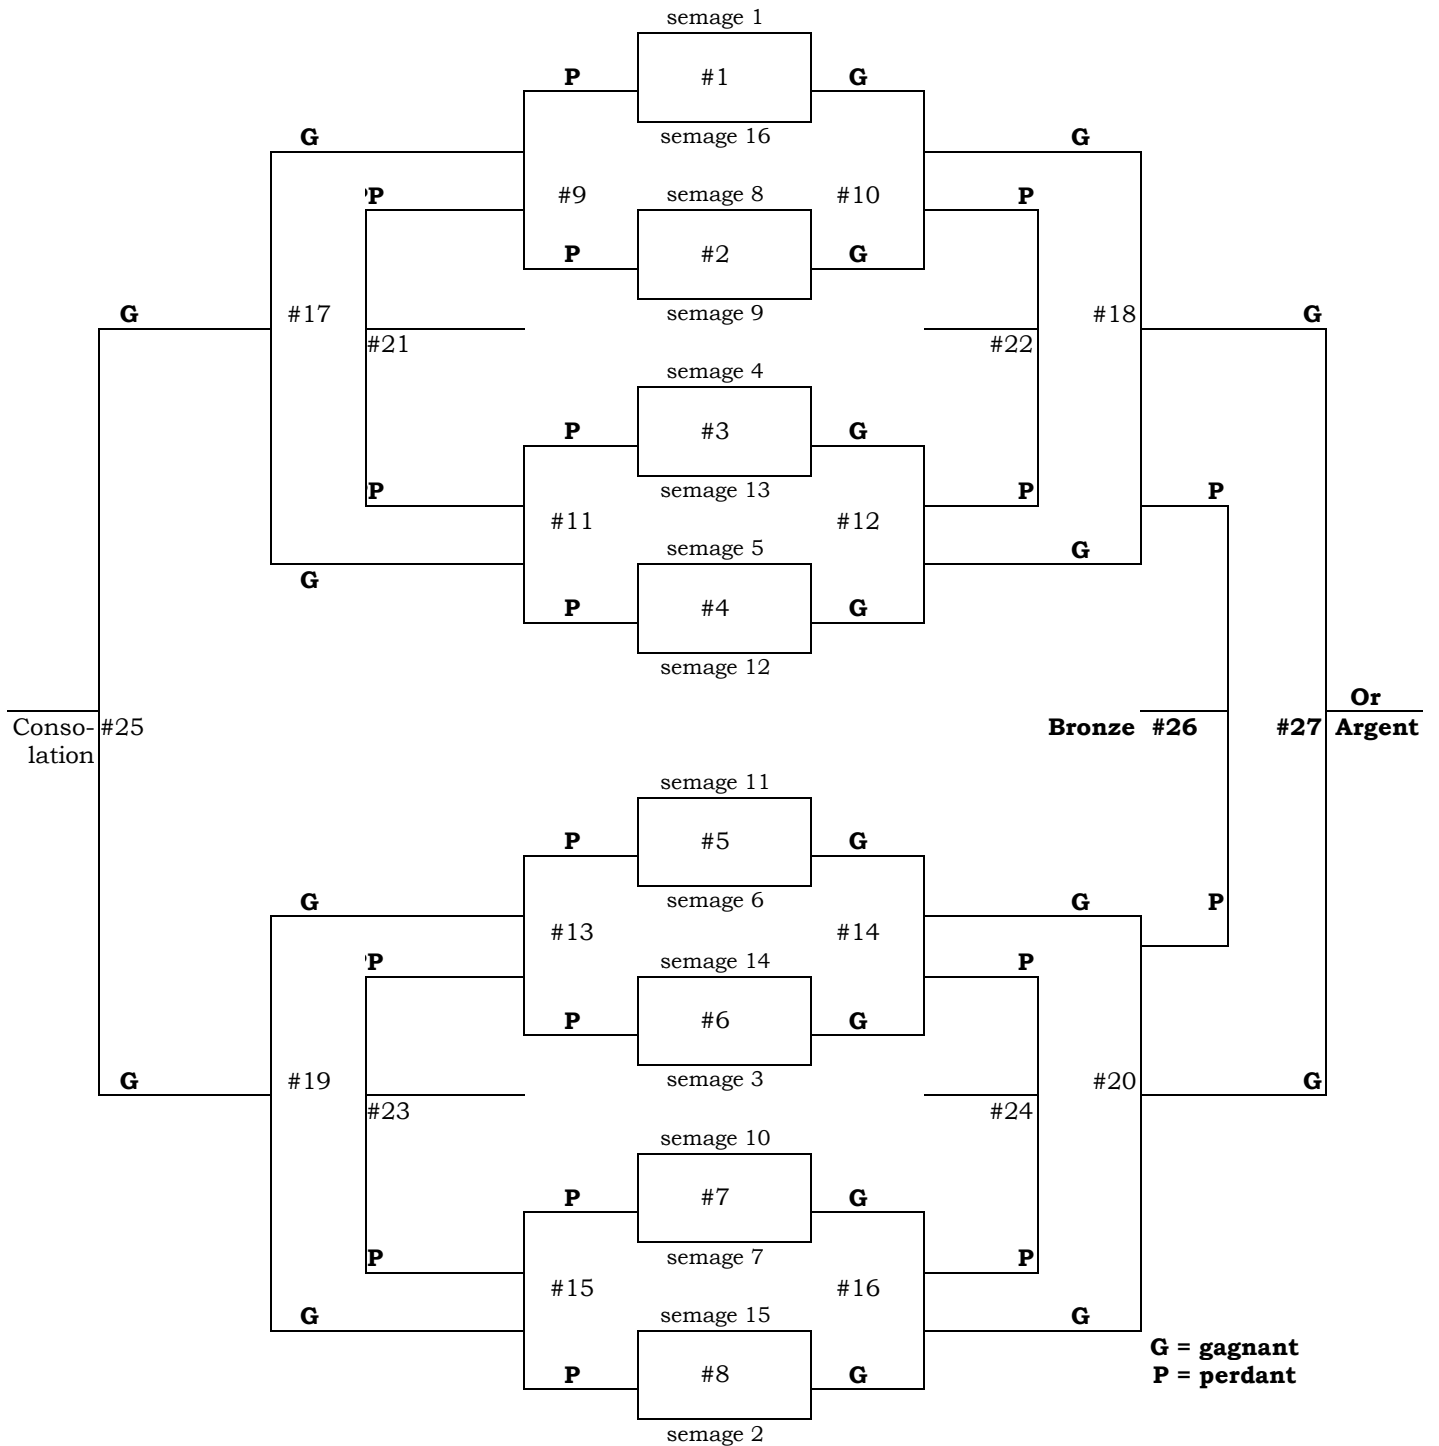 semage 1
P #1 G
semage 16
G G
P #9 semage 8 #10 P
P #2 G
semage 9
G #17 #18 G
#21 #22
semage 4
P #3 G
semage 13
P P P
#11 #12
semage 5
G
G
P #4 G
semage 12
Or
Conso- #25 Bronze #26 #27 Argent
lation
semage 11
P #5 G
semage 6
G G P
#13 #14
P semage 14 P
P #6 G
semage 3
G #19 #20 G
#23 #24
semage 10
P #7 G
P semage 7 P
#15 #16
G semage 15 G
G = gagnant
P #8 G P = perdant
semage 2